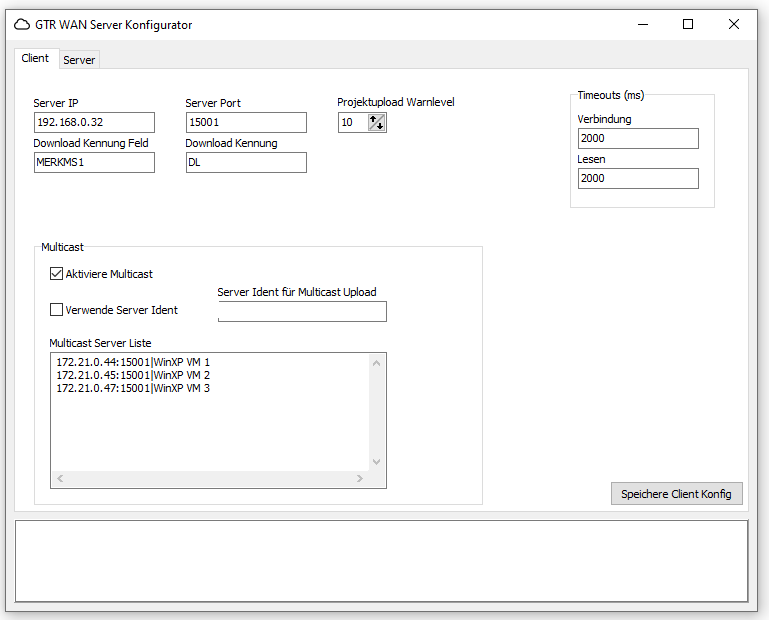 GTR WAN Server Konfigurator
Client
Server
Server IP
Server Port
Projektupload Warnlevel
192.168.0.32
15001
10
Download Kennung Feld
Download Kennung
MERKMS1
DL
Timeouts (ms)
Verbindung
2000
Lesen
2000
Multicast
Aktiviere Multicast
Verwende Server Ident
Server Ident für Multicast Upload
Multicast Server Liste
172.21.0.44:15001|WinXP VM 1
172.21.0.45:15001|WinXP VM 2
172.21.0.47:15001|WinXP VM 3
Speichere Client Konfig